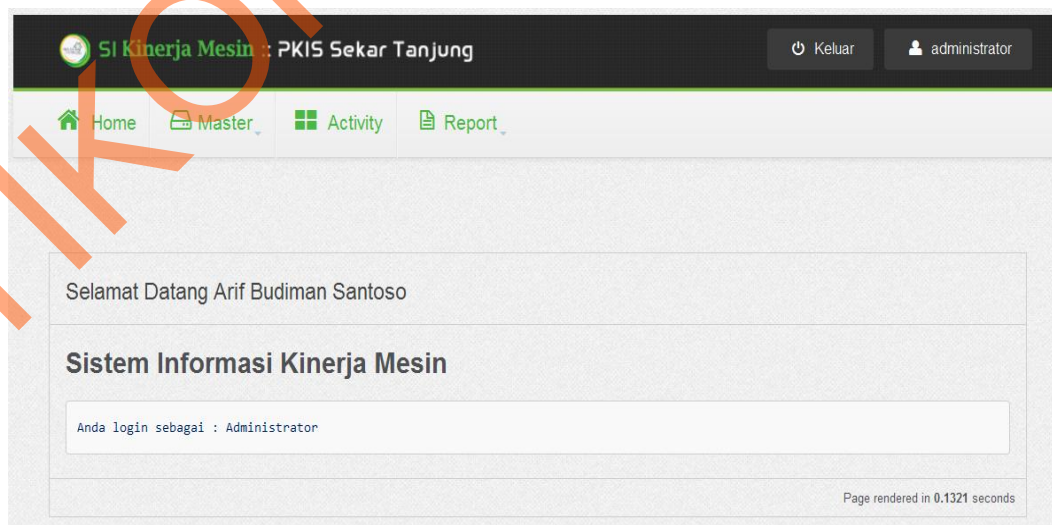 SI Kinerja Mesin :: PKIS Sekar Tanjung
Keluar
administrator
Home
Master
Activity
Report
Selamat Datang Arif Budiman Santoso
Sistem Informasi Kinerja Mesin
Anda login sebagai : Administrator
Page rendered in 0.1321 seconds